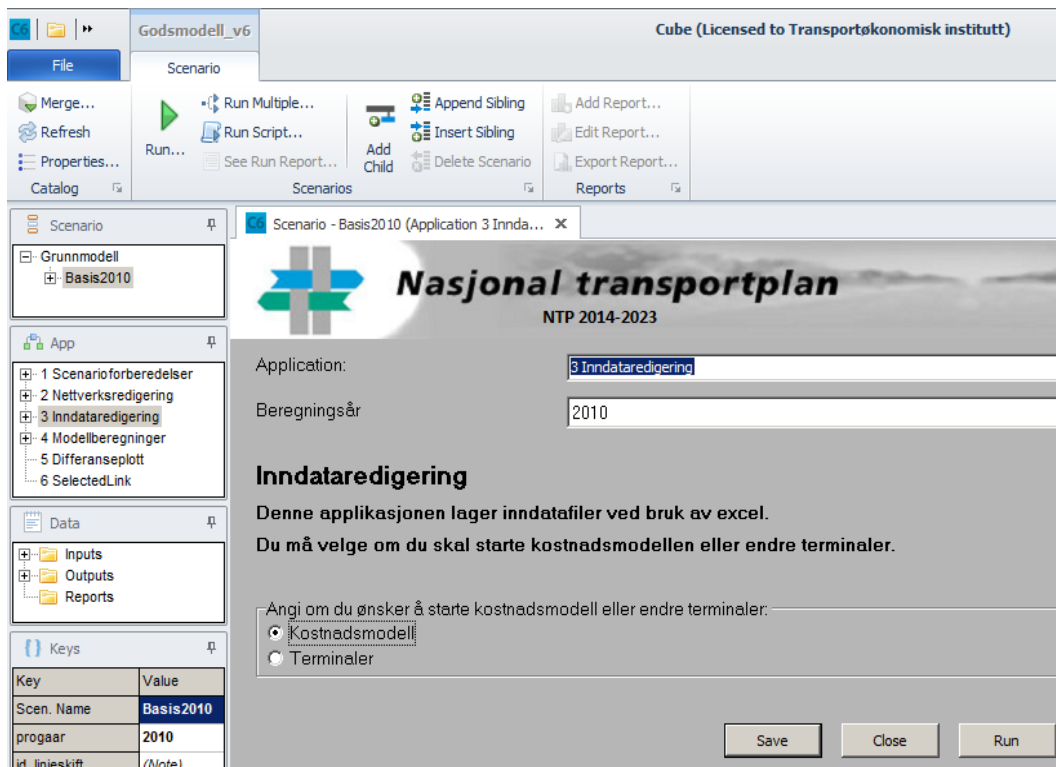 C6
Godsmodell_v6
Cube (Licensed to Transportøkonomisk institutt)
File
Scenario
Merge...
Refresh
Properties...
Catalog
Run...
Run Multiple...
Run Script...
See Run Report...
Add
Child
Append Sibling
Insert Sibling
Delete Scenario
Scenarios
Add Report...
Edit Report...
Export Report...
Reports
Scenario
Grunnmodell
Basis2010
App
1 Scenarioforberedelser
2 Nettverksredigering
3 Inndataredigering
4 Modellberegninger
5 Differanseplott
6 SelectedLink
Data
Inputs
Outputs
Reports
Keys
Key Value
Scen. Name Basis2010
progaar 2010
id_linjeskift (Note)
C6 Scenario - Basis2010 (Application 3 Innda...
Nasjonal transportplan
NTP 2014-2023
Application: 3 Inndataredigering
Beregningsår 2010
Inndataredigering
Denne applikasjonen lager inndatafiler ved bruk av excel.
Du må velge om du skal starte kostnadsmodellen eller endre terminaler.
Angi om du ønsker å starte kostnadsmodell eller endre terminaler:
Kostnadsmodell
Terminaler
Save Close Run